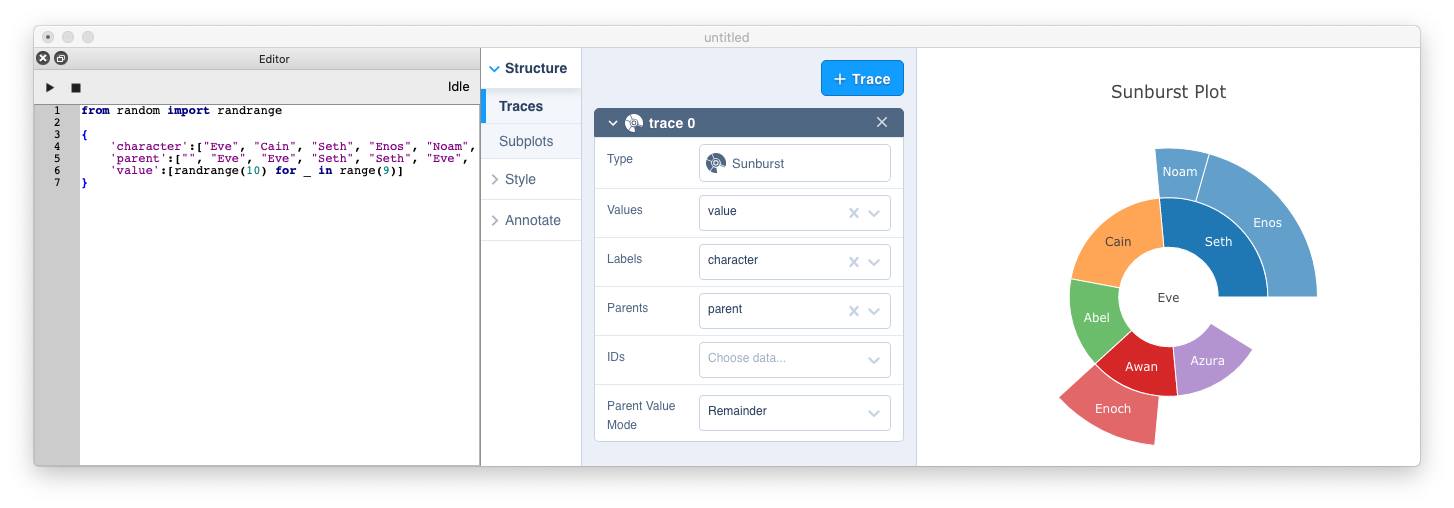 untitled
Editor
Idle
1 from random import randrange
2
3 {
4 'character':["Eve", "Cain", "Seth", "Enos", "Noam",
5 'parent':["", "Eve", "Eve", "Seth", "Seth", "Eve",
6 'value':[randrange(10) for _ in range(9)]
7 }
Structure
Traces
Subplots
Style
Annotate
+ Trace
trace 0
Type
Sunburst
Values
value
Labels
character
Parents
parent
IDs
Choose data...
Parent Value
Mode
Remainder
Sunburst Plot
Noam
Enos
Cain
Seth
Eve
Abel
Awan
Azura
Enoch